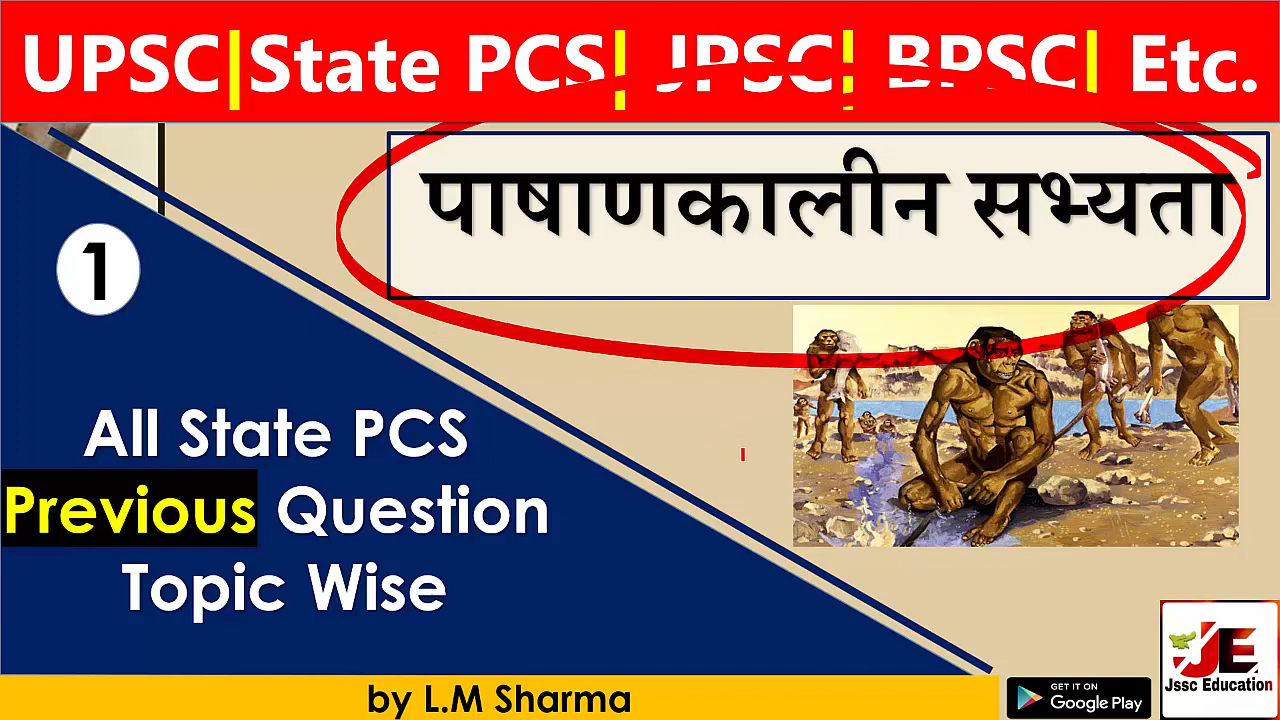 UPSC|State PCS| JPSC| BPSC| Etc.
पाषाणकालीन सभ्यता
1
All State PCS
Previous Question
Topic Wise
by L.M Sharma
GET IT ON
Google Play
JE
Jssc Education